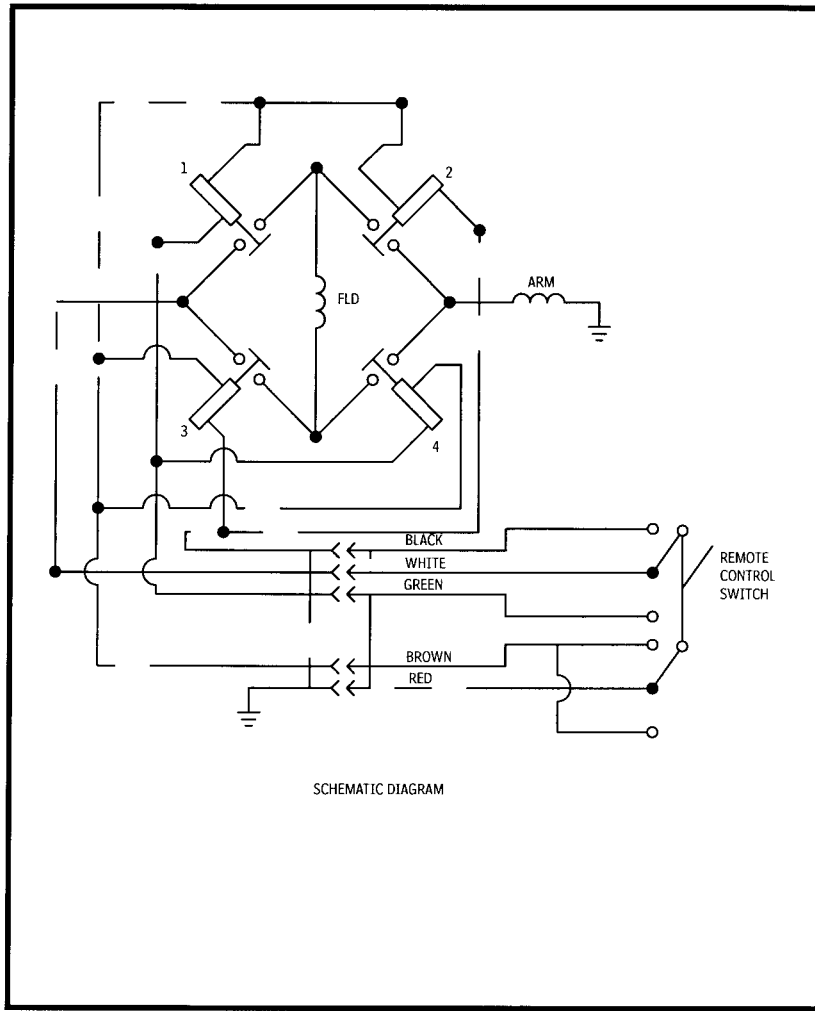 1
2
FLD
ARM
3
4
BLACK
WHITE
GREEN
REMOTE
CONTROL
SWITCH
BROWN
RED
SCHEMATIC DIAGRAM